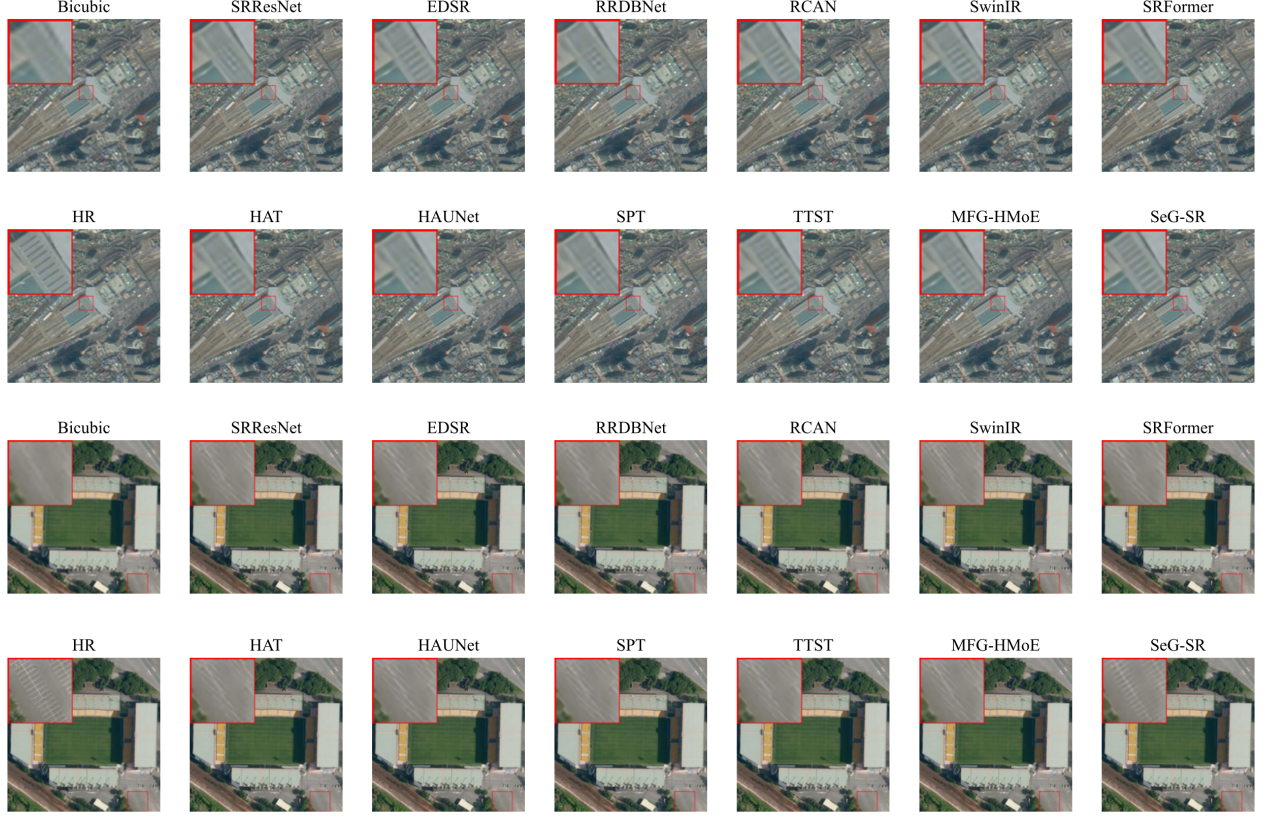 Bicubic SRResNet EDSR RRDBNet RCAN SwinIR SRFormer
HR HAT HAUNet SPT TTST MFG-HMoE SeG-SR
Bicubic SRResNet EDSR RRDBNet RCAN SwinIR SRFormer
HR HAT HAUNet SPT TTST MFG-HMoE SeG-SR